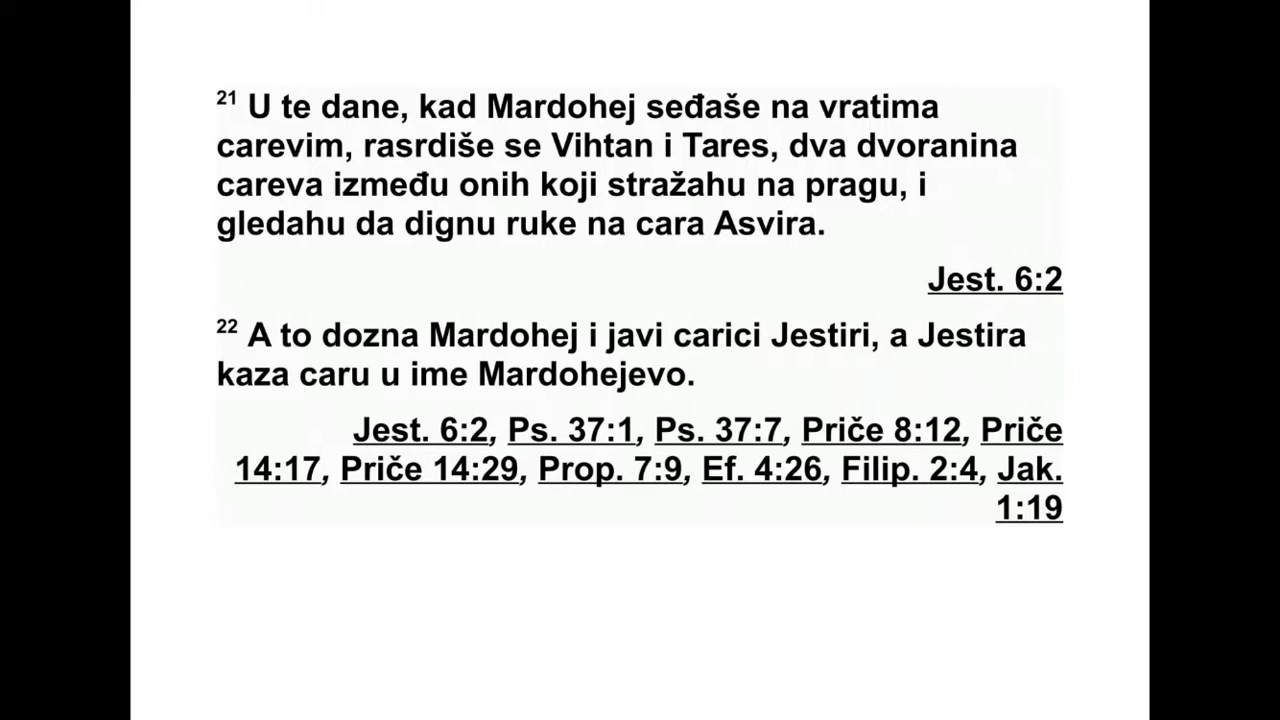 21 U te dane, kad Mardohej seđaše na vratima
carevim, rasrdiše se Vihtan i Tares, dva dvoranina
careva između onih koji stražahu na pragu, i
gledahu da dignu ruke na cara Asvira.
Jest. 6:2
22 A to dozna Mardohej i javi carici Jestiri, a Jestira
kaza caru u ime Mardohejevo.
Jest. 6:2, Ps. 37:1, Ps. 37:7, Priče 8:12, Priče
14:17, Priče 14:29, Prop. 7:9, Ef. 4:26, Filip. 2:4, Jak.
1:19